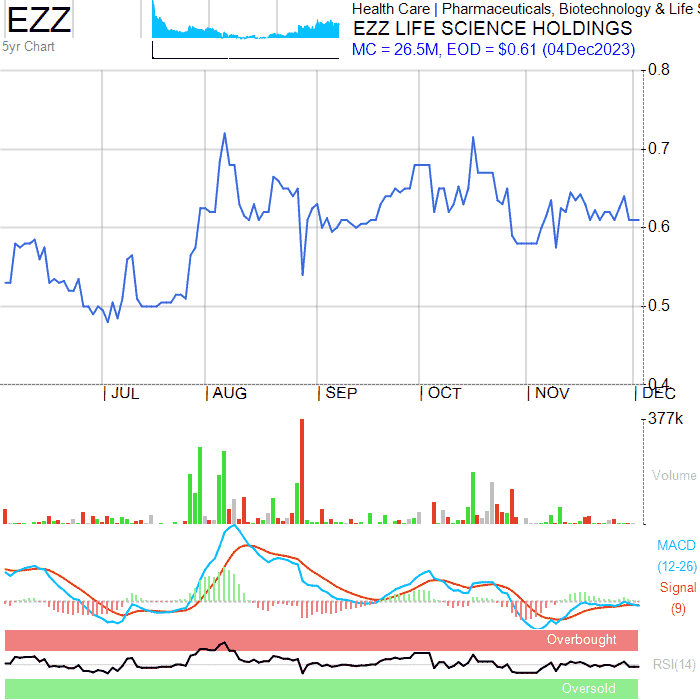 EZZ
5yr Chart
Health Care | Pharmaceuticals, Biotechnology & Life
EZZ LIFE SCIENCE HOLDINGS
MC = 26.5M, EOD = $0.61 (04Dec2023)
0.8
0.7
0.6
0.5
0.4
JUL AUG SEP OCT NOV DEC
377k
Volume
MACD
(12-26)
Signal
(9)
Overbought
RSI(14)
Oversold